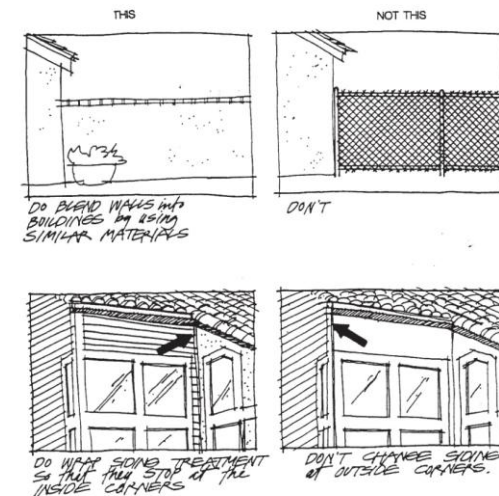 THIS
NOT THIS
DO BLEND WALLS into
BUILDINGS by using
SIMILAR MATERIALS
DON'T
DO WRAP SIDING TREATMENT
so that they STOP at the
INSIDE CORNERS
DON'T CHANGE SIDING
at OUTSIDE CORNERS.